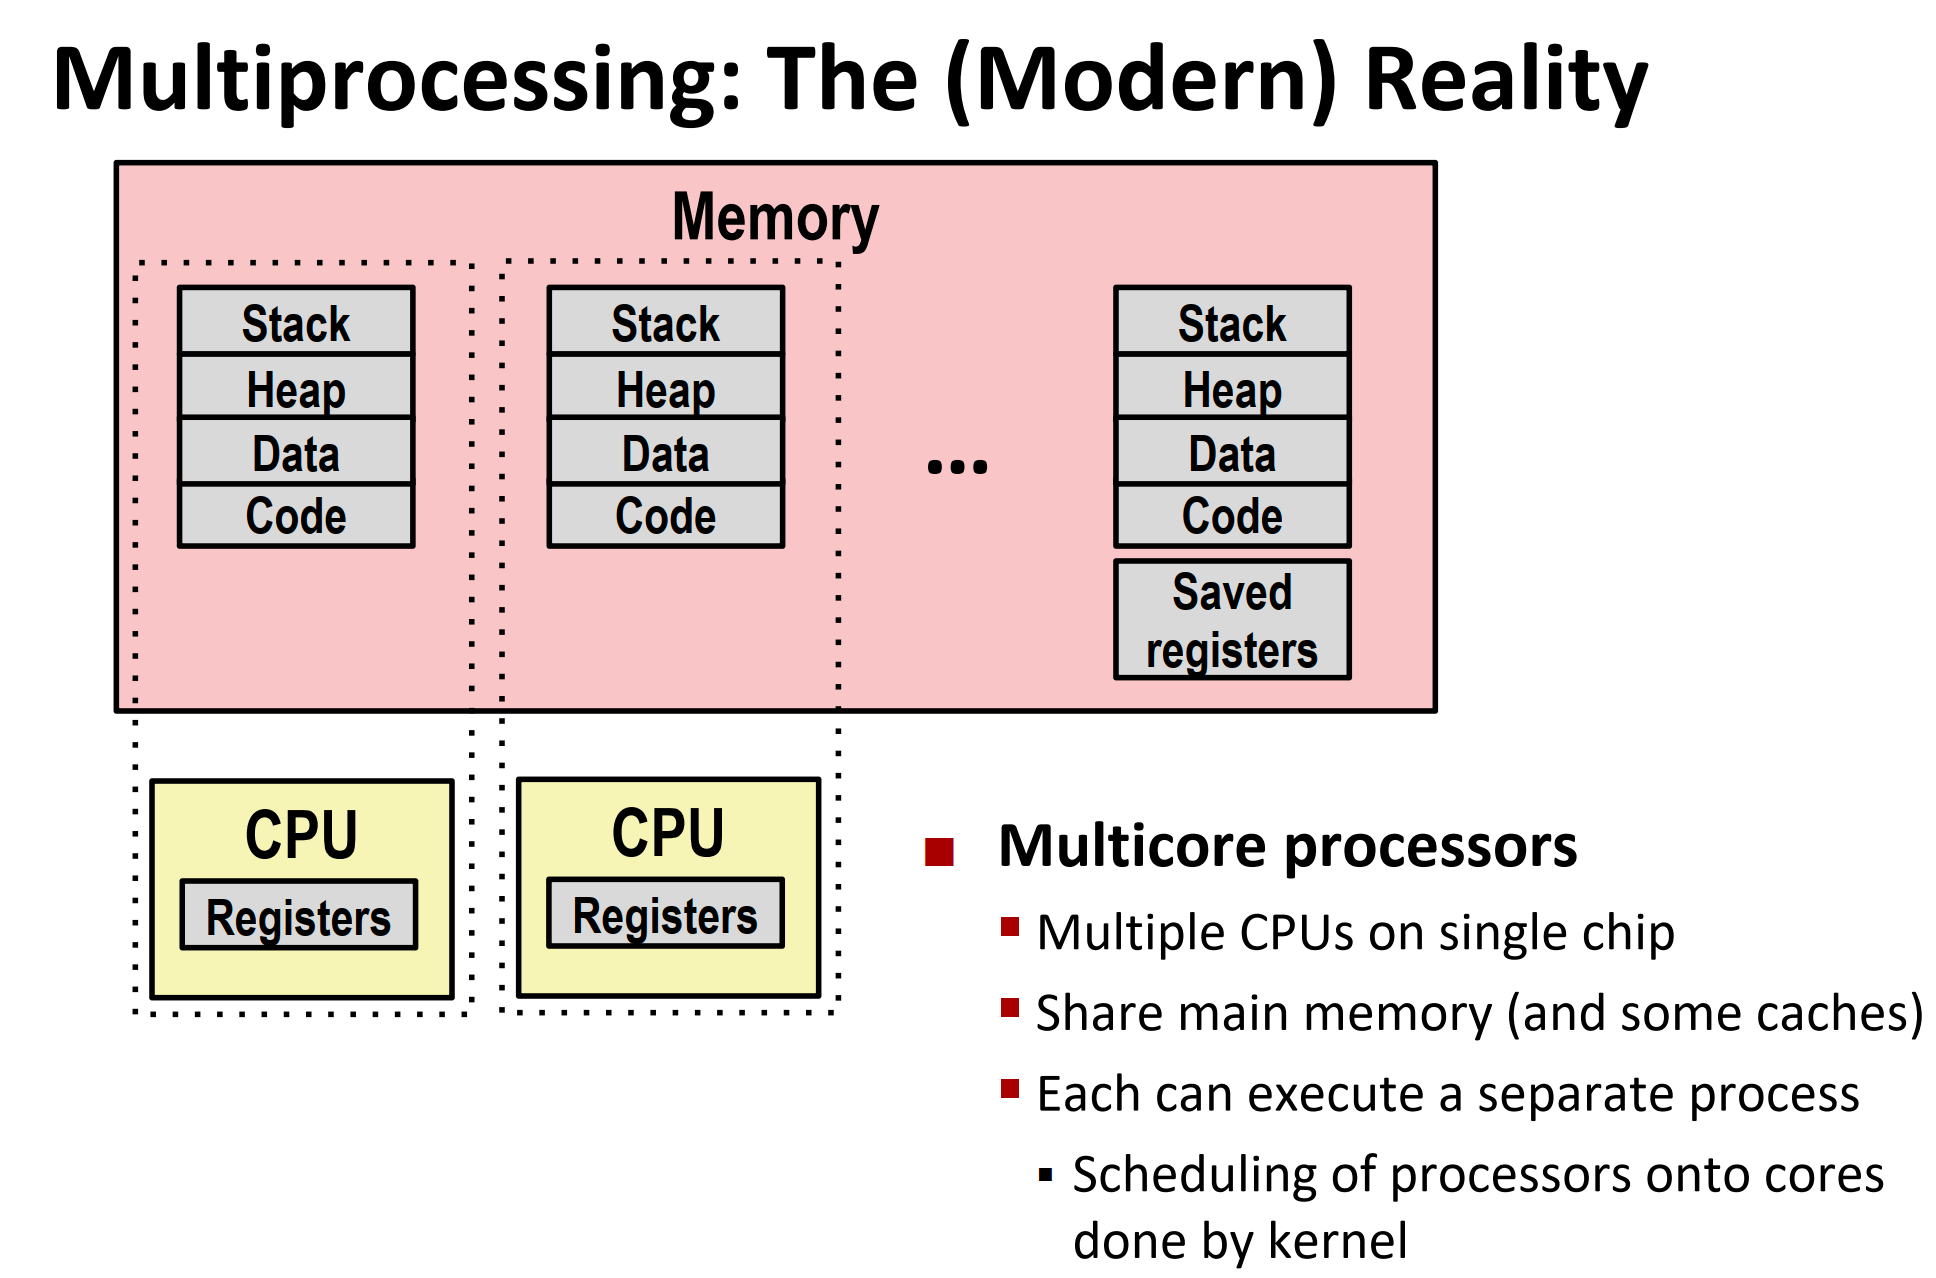 Multiprocessing: The (Modern) Reality
Memory
Stack
Heap
Data
Code
Stack
Heap
Data
Code
...
Stack
Heap
Data
Code
Saved
registers
CPU
Registers
CPU
Registers
Multicore processors
Multiple CPUs on single chip
Share main memory (and some caches)
Each can execute a separate process
Scheduling of processors onto cores
done by kernel